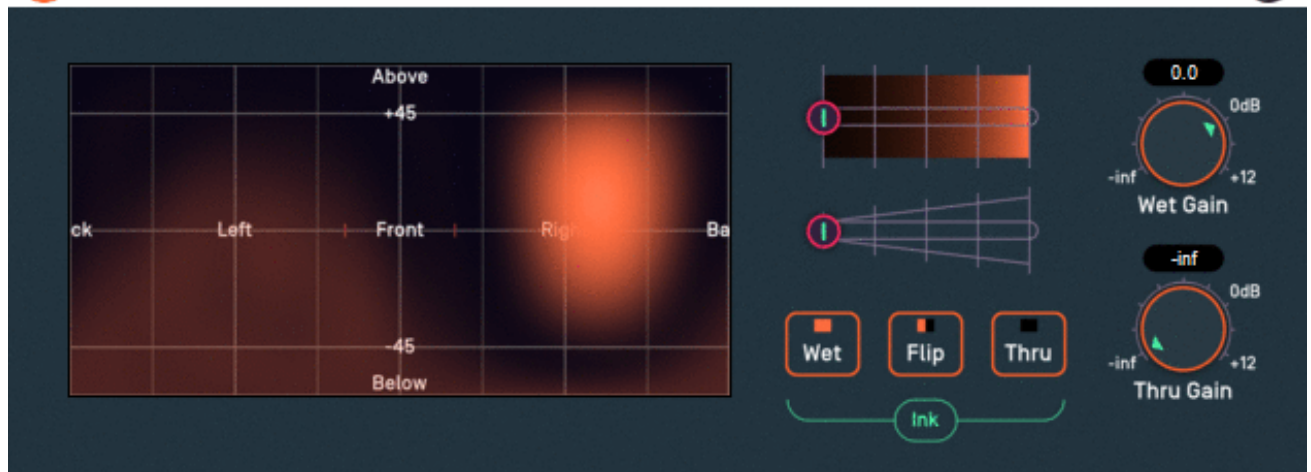 Above
+45
ck Left Front Righ Ba
-45
Below
0.0
0dB
-inf +12
Wet Gain
-inf
0dB
-inf +12
Thru Gain
Wet Flip Thru
Ink